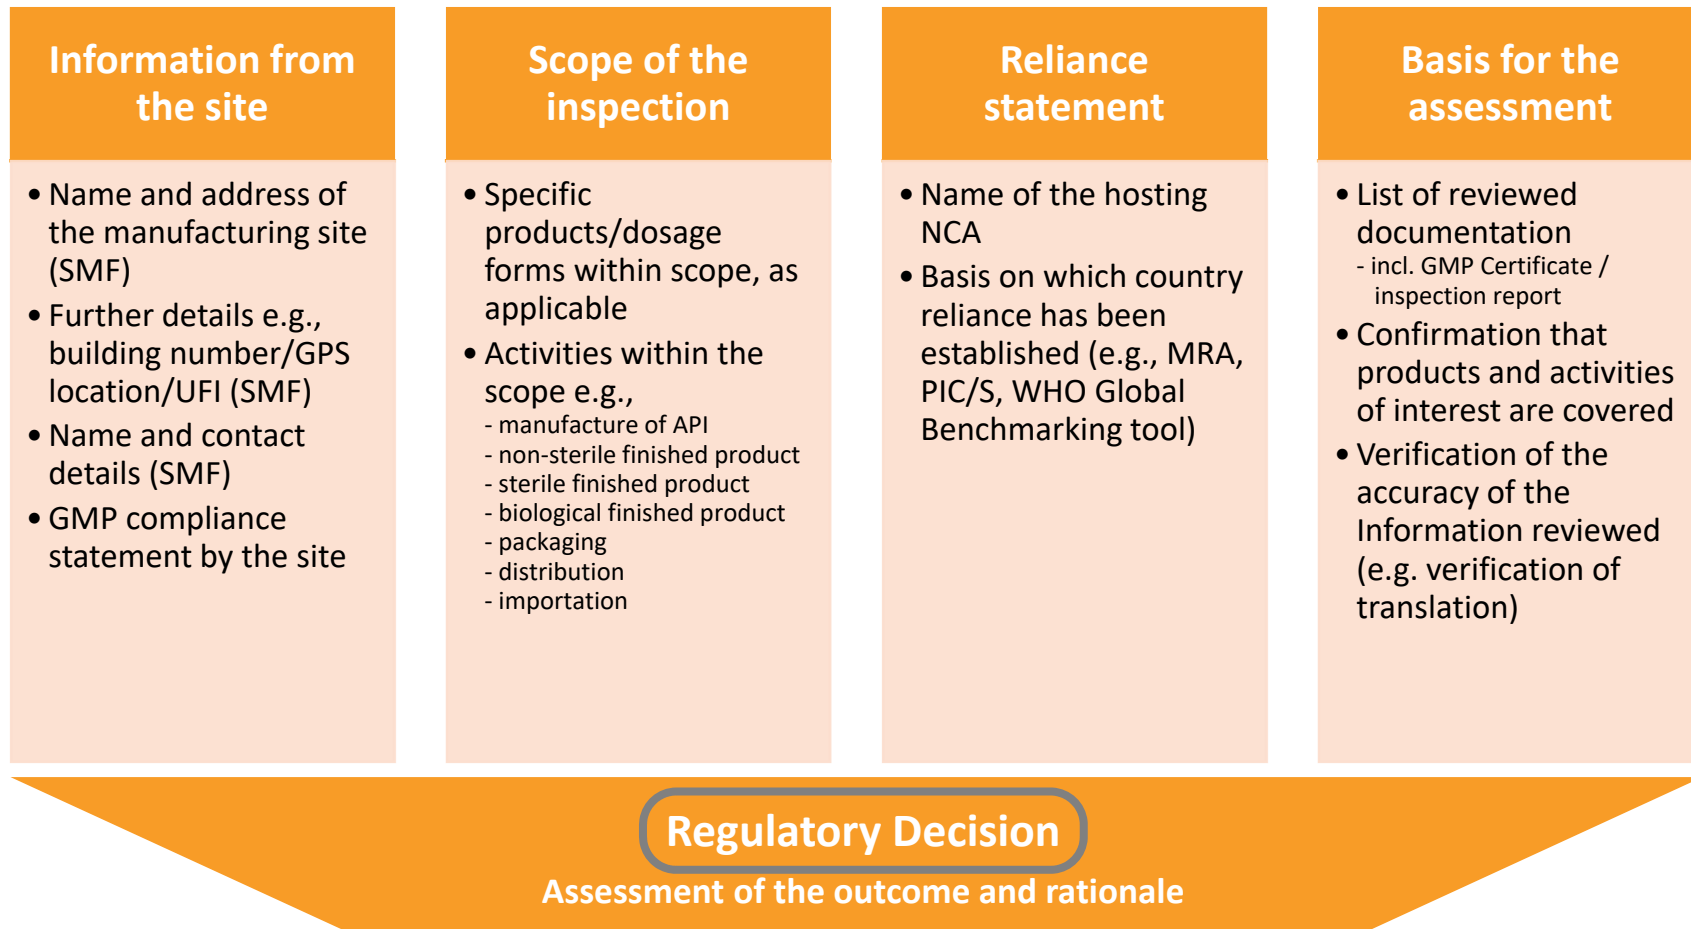 Information from
the site
• Name and address of
the manufacturing site
(SMF)
• Further details e.g.,
building number/GPS
location/UFI (SMF)
• Name and contact
details (SMF)
• GMP compliance
statement by the site
Scope of the
inspection
• Specific
products/dosage
forms within scope, as
applicable
• Activities within the
scope e.g.,
- manufacture of API
- non-sterile finished product
- sterile finished product
- biological finished product
- packaging
- distribution
- importation
Reliance
statement
• Name of the hosting
NCA
• Basis on which country
reliance has been
established (e.g., MRA,
PIC/S, WHO Global
Benchmarking tool)
Basis for the
assessment
• List of reviewed
documentation
- incl. GMP Certificate /
inspection report
• Confirmation that
products and activities
of interest are covered
• Verification of the
accuracy of the
Information reviewed
(e.g. verification of
translation)
Regulatory Decision
Assessment of the outcome and rationale